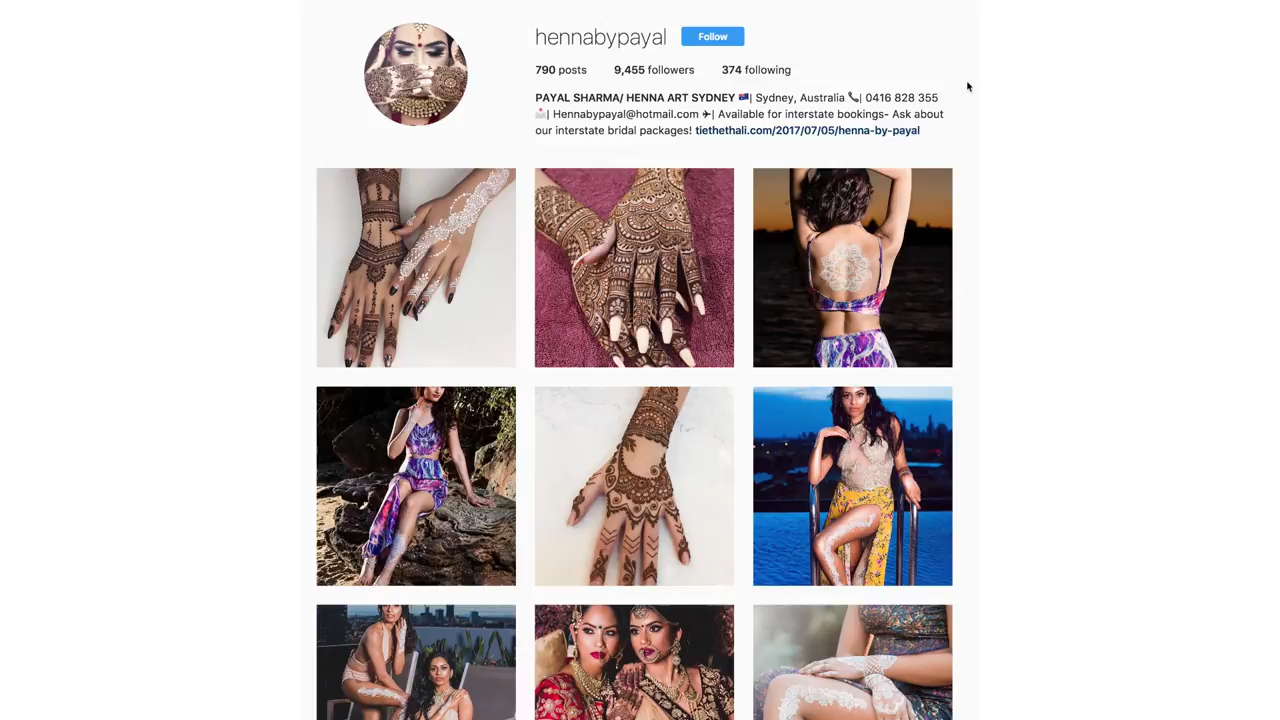 hennabypayal Follow
790 posts 9,455 followers 374 following
PAYAL SHARMA/ HENNA ART SYDNEY 🇦🇺| Sydney, Australia 📞| 0416 828 355
📩| Hennabypayal@hotmail.com ✈| Available for interstate bookings- Ask about
our interstate bridal packages! tiethethali.com/2017/07/05/henna-by-payal